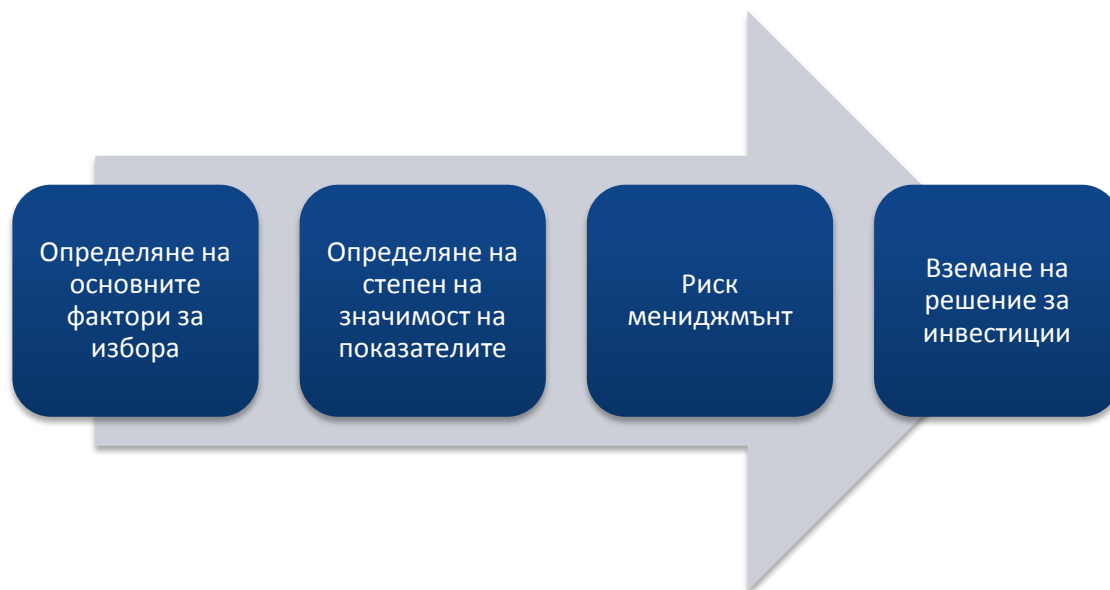 Определяне на
основните
фактори за
избора
Определяне на
степен на
значимост на
показателите
Риск
мениджмънт
Вземане на
решение за
инвестиции